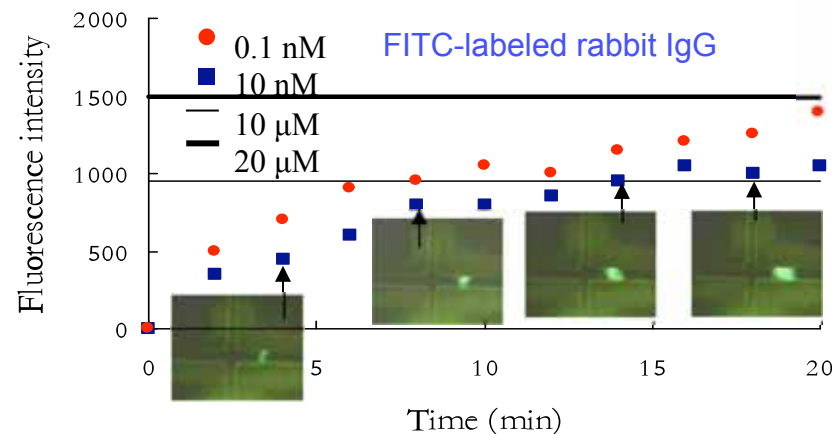 2000
1500
1000
500
0
Fluorescence intensity
0.1 nM
10 nM
10 μM
20 μM
FITC-labeled rabbit IgG
0 5 10 15 20
Time (min)